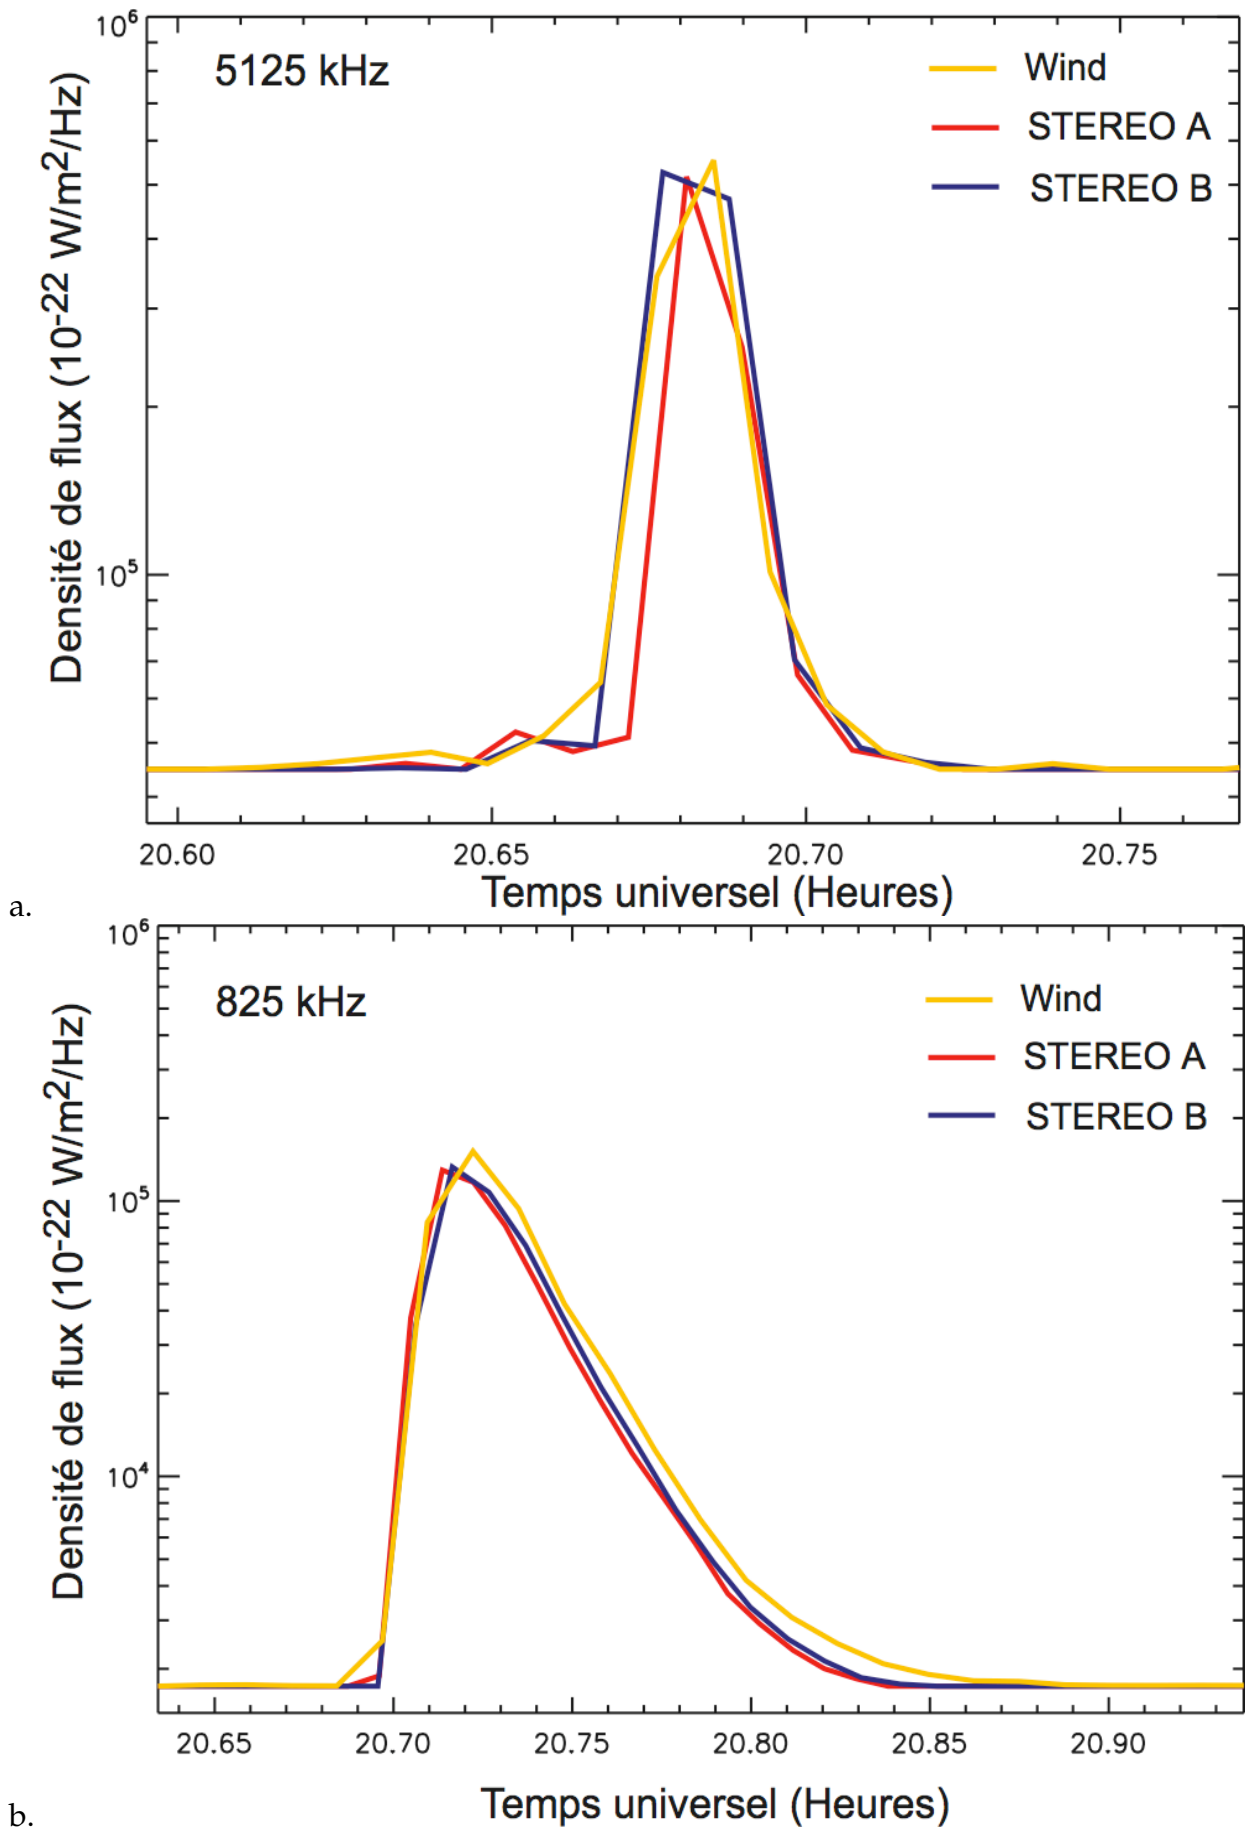 10⁶
5125 kHz
Wind
STEREO A
STEREO B
Densité de flux (10⁻²² W/m²/Hz)
10⁵
20.60 20.65 20.70 20.75
Temps universel (Heures)
a.
10⁶
825 kHz
Wind
STEREO A
STEREO B
Densité de flux (10⁻²² W/m²/Hz)
10⁵
10⁴
20.65 20.70 20.75 20.80 20.85 20.90
Temps universel (Heures)
b.